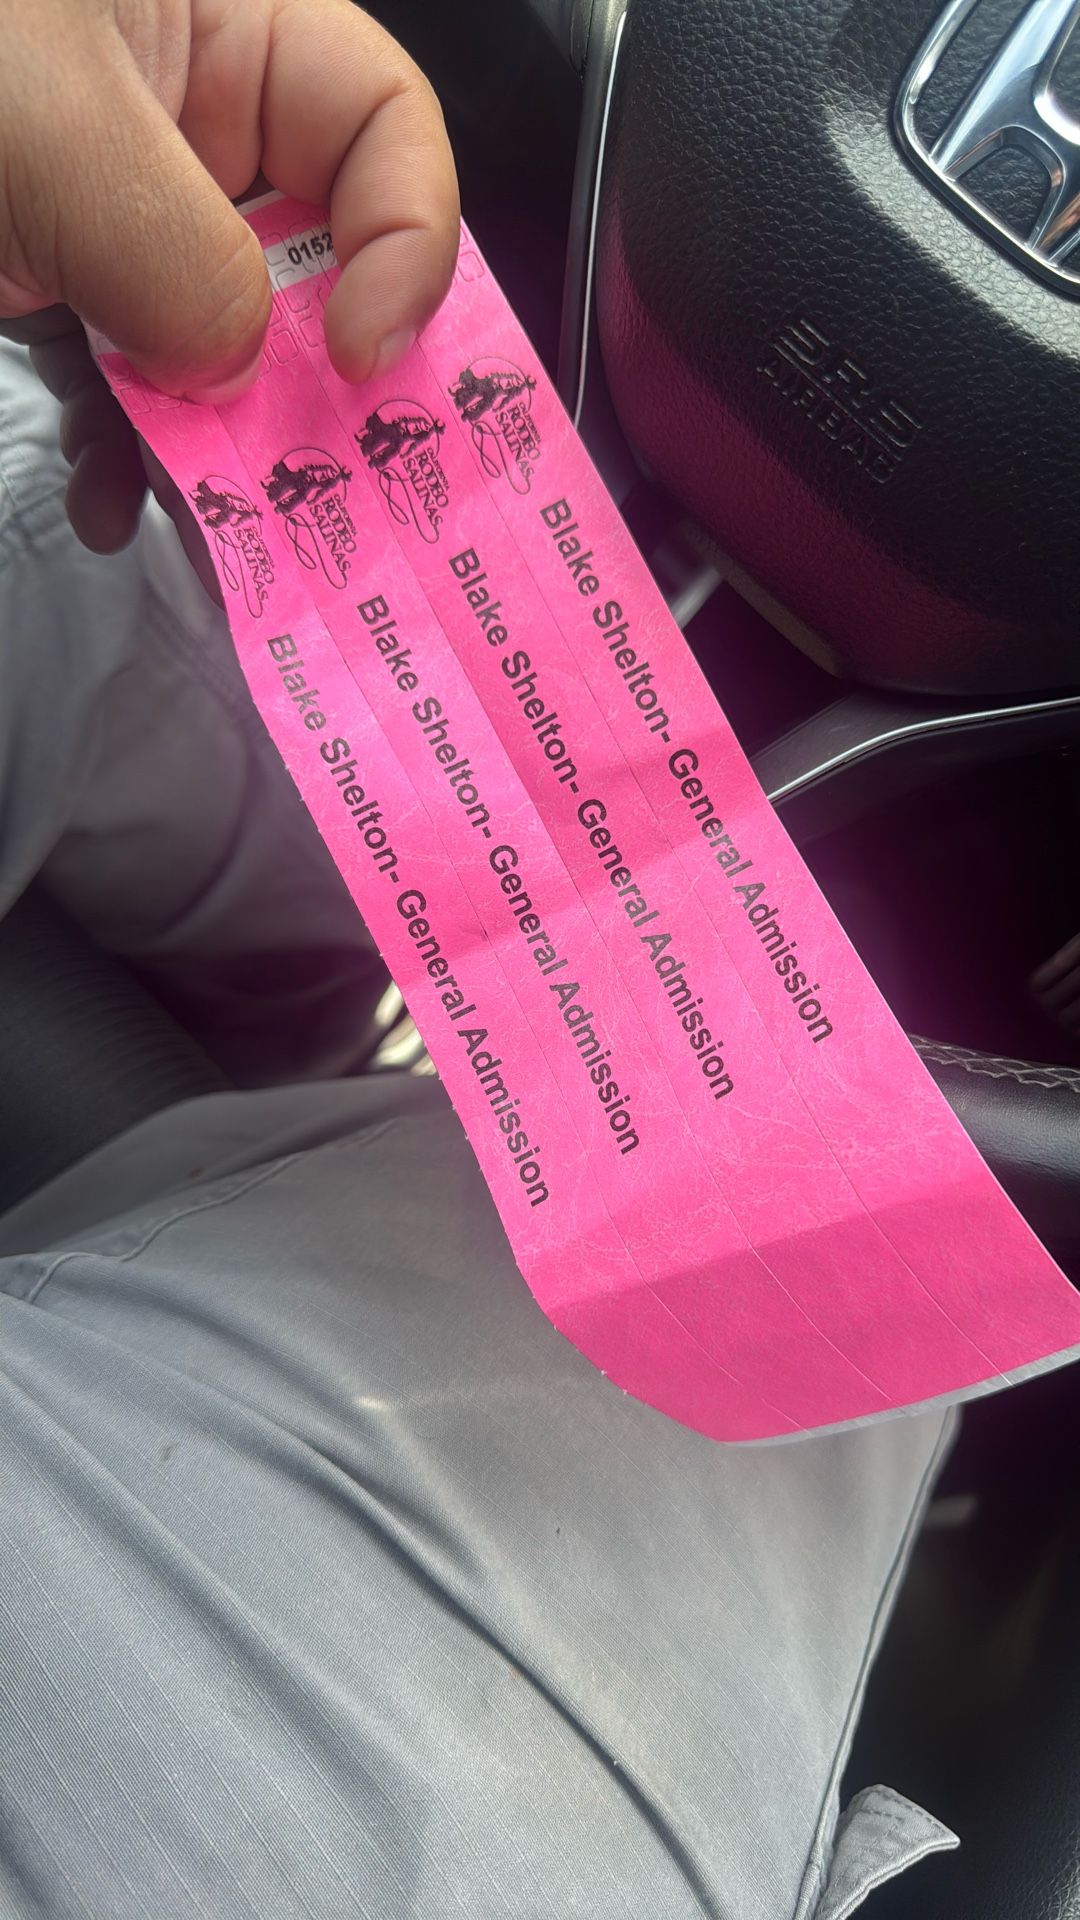 0152
CALIFORNIA
RODEO
SALINAS
Blake Shelton- General Admission
CALIFORNIA
RODEO
SALINAS
Blake Shelton- General Admission
CALIFORNIA
RODEO
SALINAS
Blake Shelton- General Admission
CALIFORNIA
RODEO
SALINAS
Blake Shelton- General Admission
SRS
AIRBAG